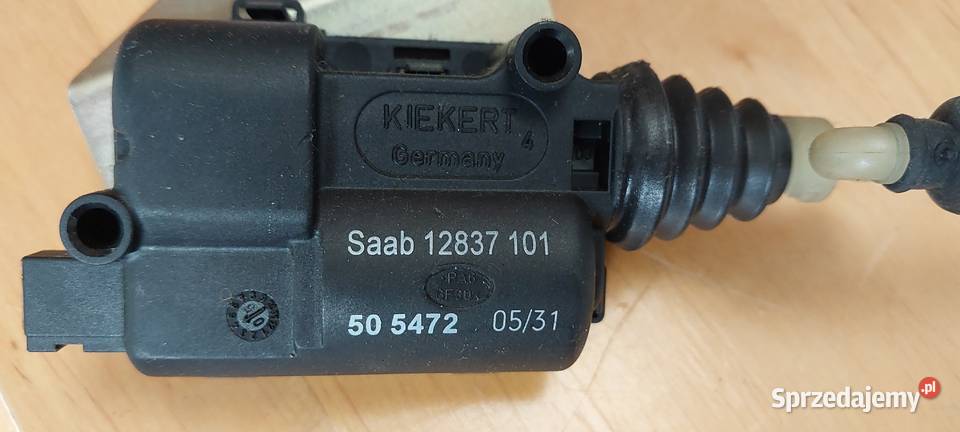 KIEKERT
4
Germany
Saab 12837 101
50 5472 05/31
Sprzedajemy.pl